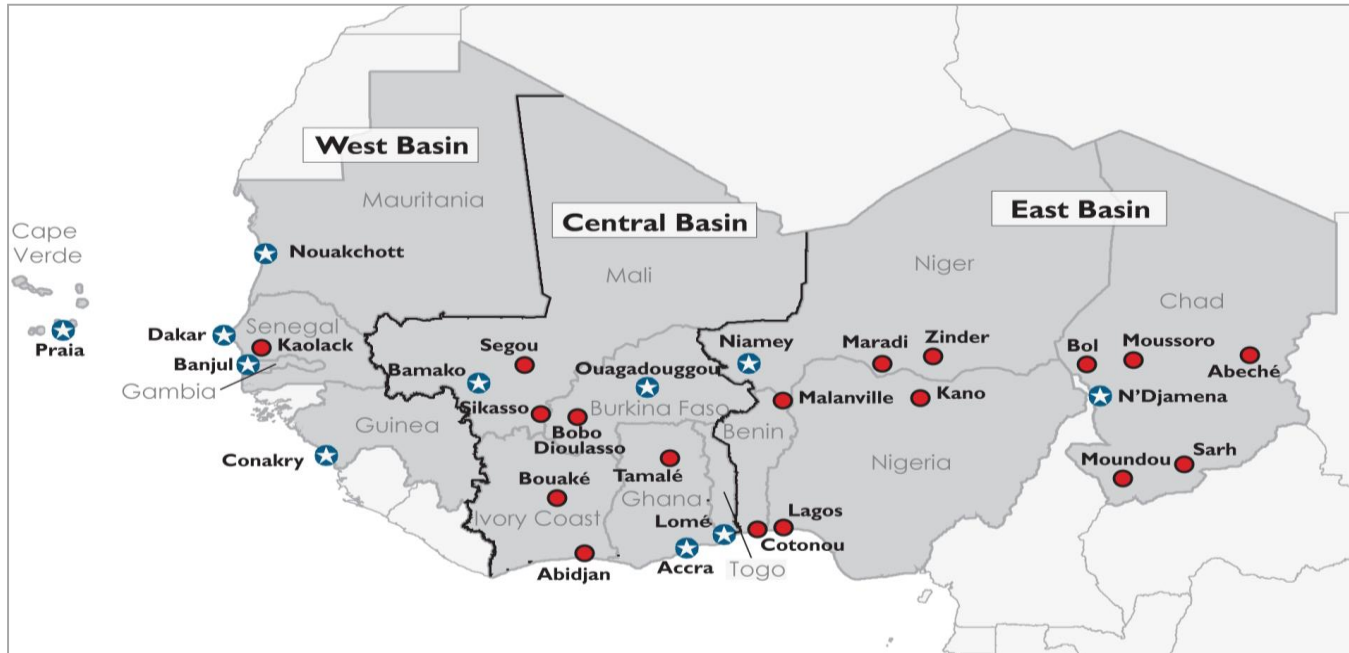 West Basin
Mauritania
Central Basin
East Basin
Cape
Verde
Nouakchott
Mali
Niger
Chad
Praia
Dakar
Senegal
Kaolack
Banjul
Gambia
Segou
Bamako
Ouagadouggou
Niamey
Maradi
Zinder
Bol
Moussoro
Abeché
Sikasso
Burkina Faso
Malanville
Kano
N'Djamena
Guinea
Bobo
Dioulasso
Benin
Conakry
Tamalé
Nigeria
Moundou
Sarh
Bouaké
Ghana
Ivory Coast
Lomé
Lagos
Cotonou
Abidjan
Accra
Togo